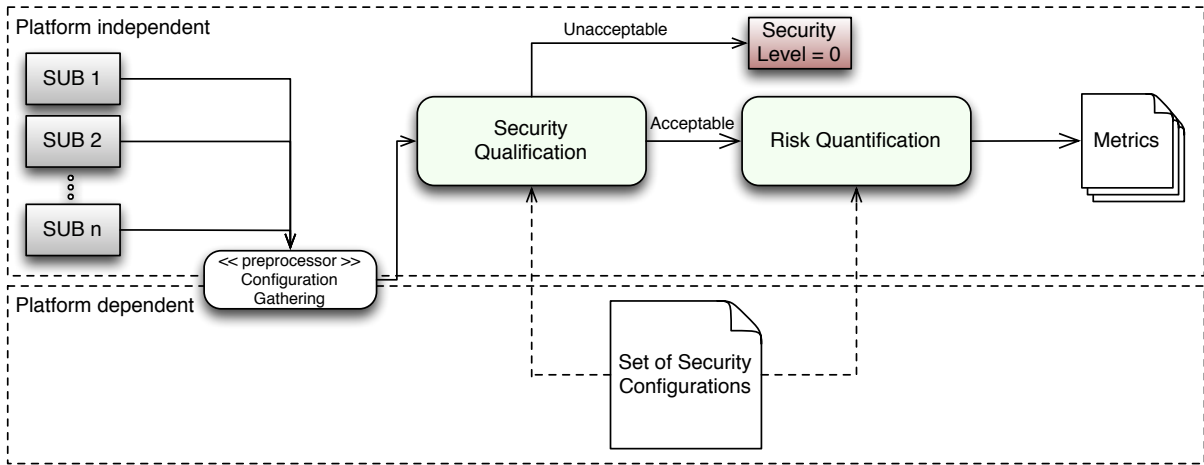 Platform independent
SUB 1
SUB 2
SUB n
<< preprocessor >>
Configuration
Gathering
Unacceptable
Security
Level = 0
Security
Qualification
Acceptable
Risk Quantification
Metrics
Platform dependent
Set of Security
Configurations